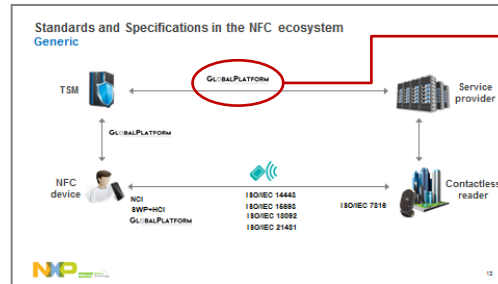 Standards and Specifications in the NFC ecosystem
Generic
TSM
GLOBALPLATFORM
Service
provider
GLOBALPLATFORM
NFC
device
NCI
SWP+HCI
GLOBALPLATFORM
ISO/IEC 14443
ISO/IEC 15693
ISO/IEC 18092
ISO/IEC 21481
ISO/IEC 7816
Contactless
reader
NXP